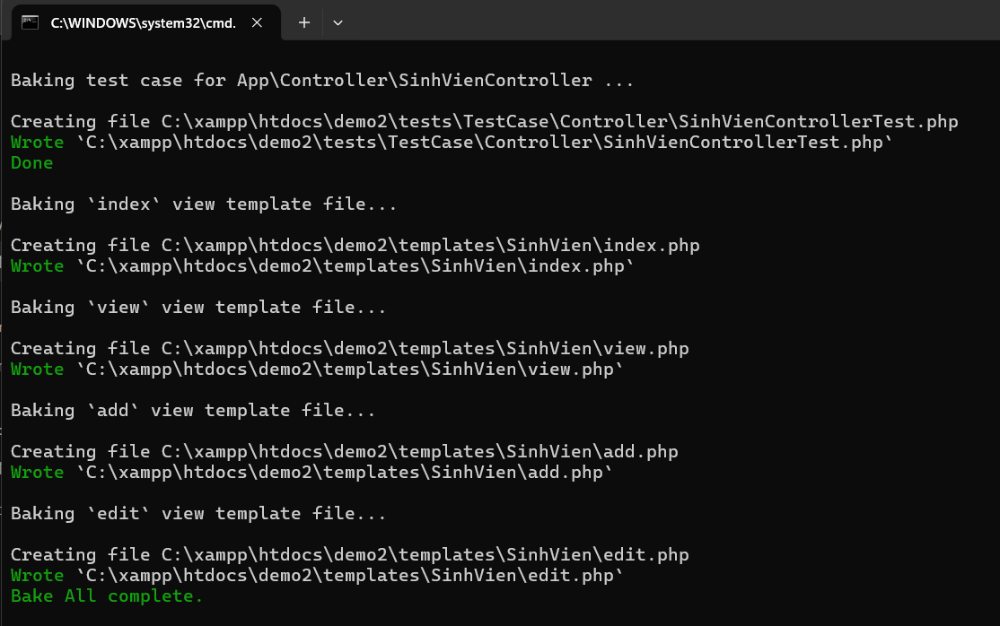 C:\WINDOWS\system32\cmd.
Baking test case for App\Controller\SinhVienController ...
Creating file C:\xampp\htdocs\demo2\tests\TestCase\Controller\SinhVienControllerTest.php
Wrote `C:\xampp\htdocs\demo2\tests\TestCase\Controller\SinhVienControllerTest.php`
Done
Baking `index` view template file...
Creating file C:\xampp\htdocs\demo2\templates\SinhVien\index.php
Wrote `C:\xampp\htdocs\demo2\templates\SinhVien\index.php`
Baking `view` view template file...
Creating file C:\xampp\htdocs\demo2\templates\SinhVien\view.php
Wrote `C:\xampp\htdocs\demo2\templates\SinhVien\view.php`
Baking `add` view template file...
Creating file C:\xampp\htdocs\demo2\templates\SinhVien\add.php
Wrote `C:\xampp\htdocs\demo2\templates\SinhVien\add.php`
Baking `edit` view template file...
Creating file C:\xampp\htdocs\demo2\templates\SinhVien\edit.php
Wrote `C:\xampp\htdocs\demo2\templates\SinhVien\edit.php`
Bake All complete.